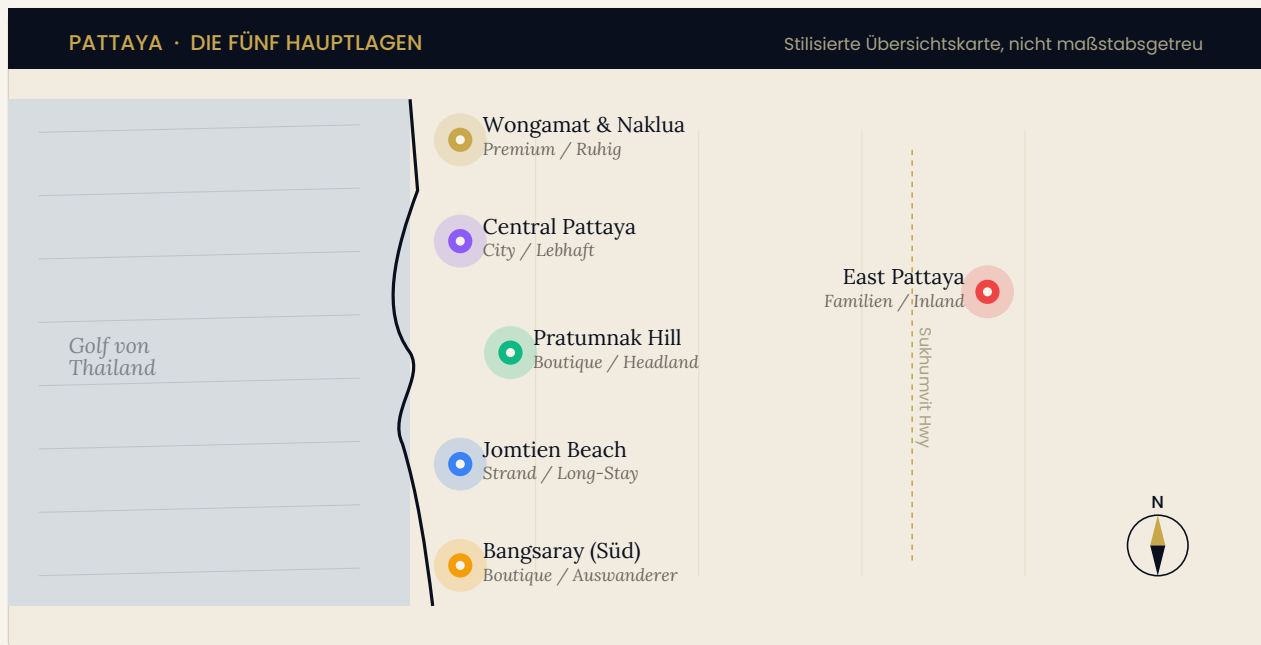 PATTAYA · DIE FÜNF HAUPTLAGEN
Stilisierte Übersichtskarte, nicht maßstabsgetreu
Wongamat & Naklua
Premium / Ruhig
Central Pattaya
City / Lebhaft
East Pattaya
Familien / Inland
Pratumnak Hill
Boutique / Headland
Golf von
Thailand
Sukhumvit Hwy
Jomtien Beach
Strand / Long-Stay
N
Bangsaray (Süd)
Boutique / Auswanderer